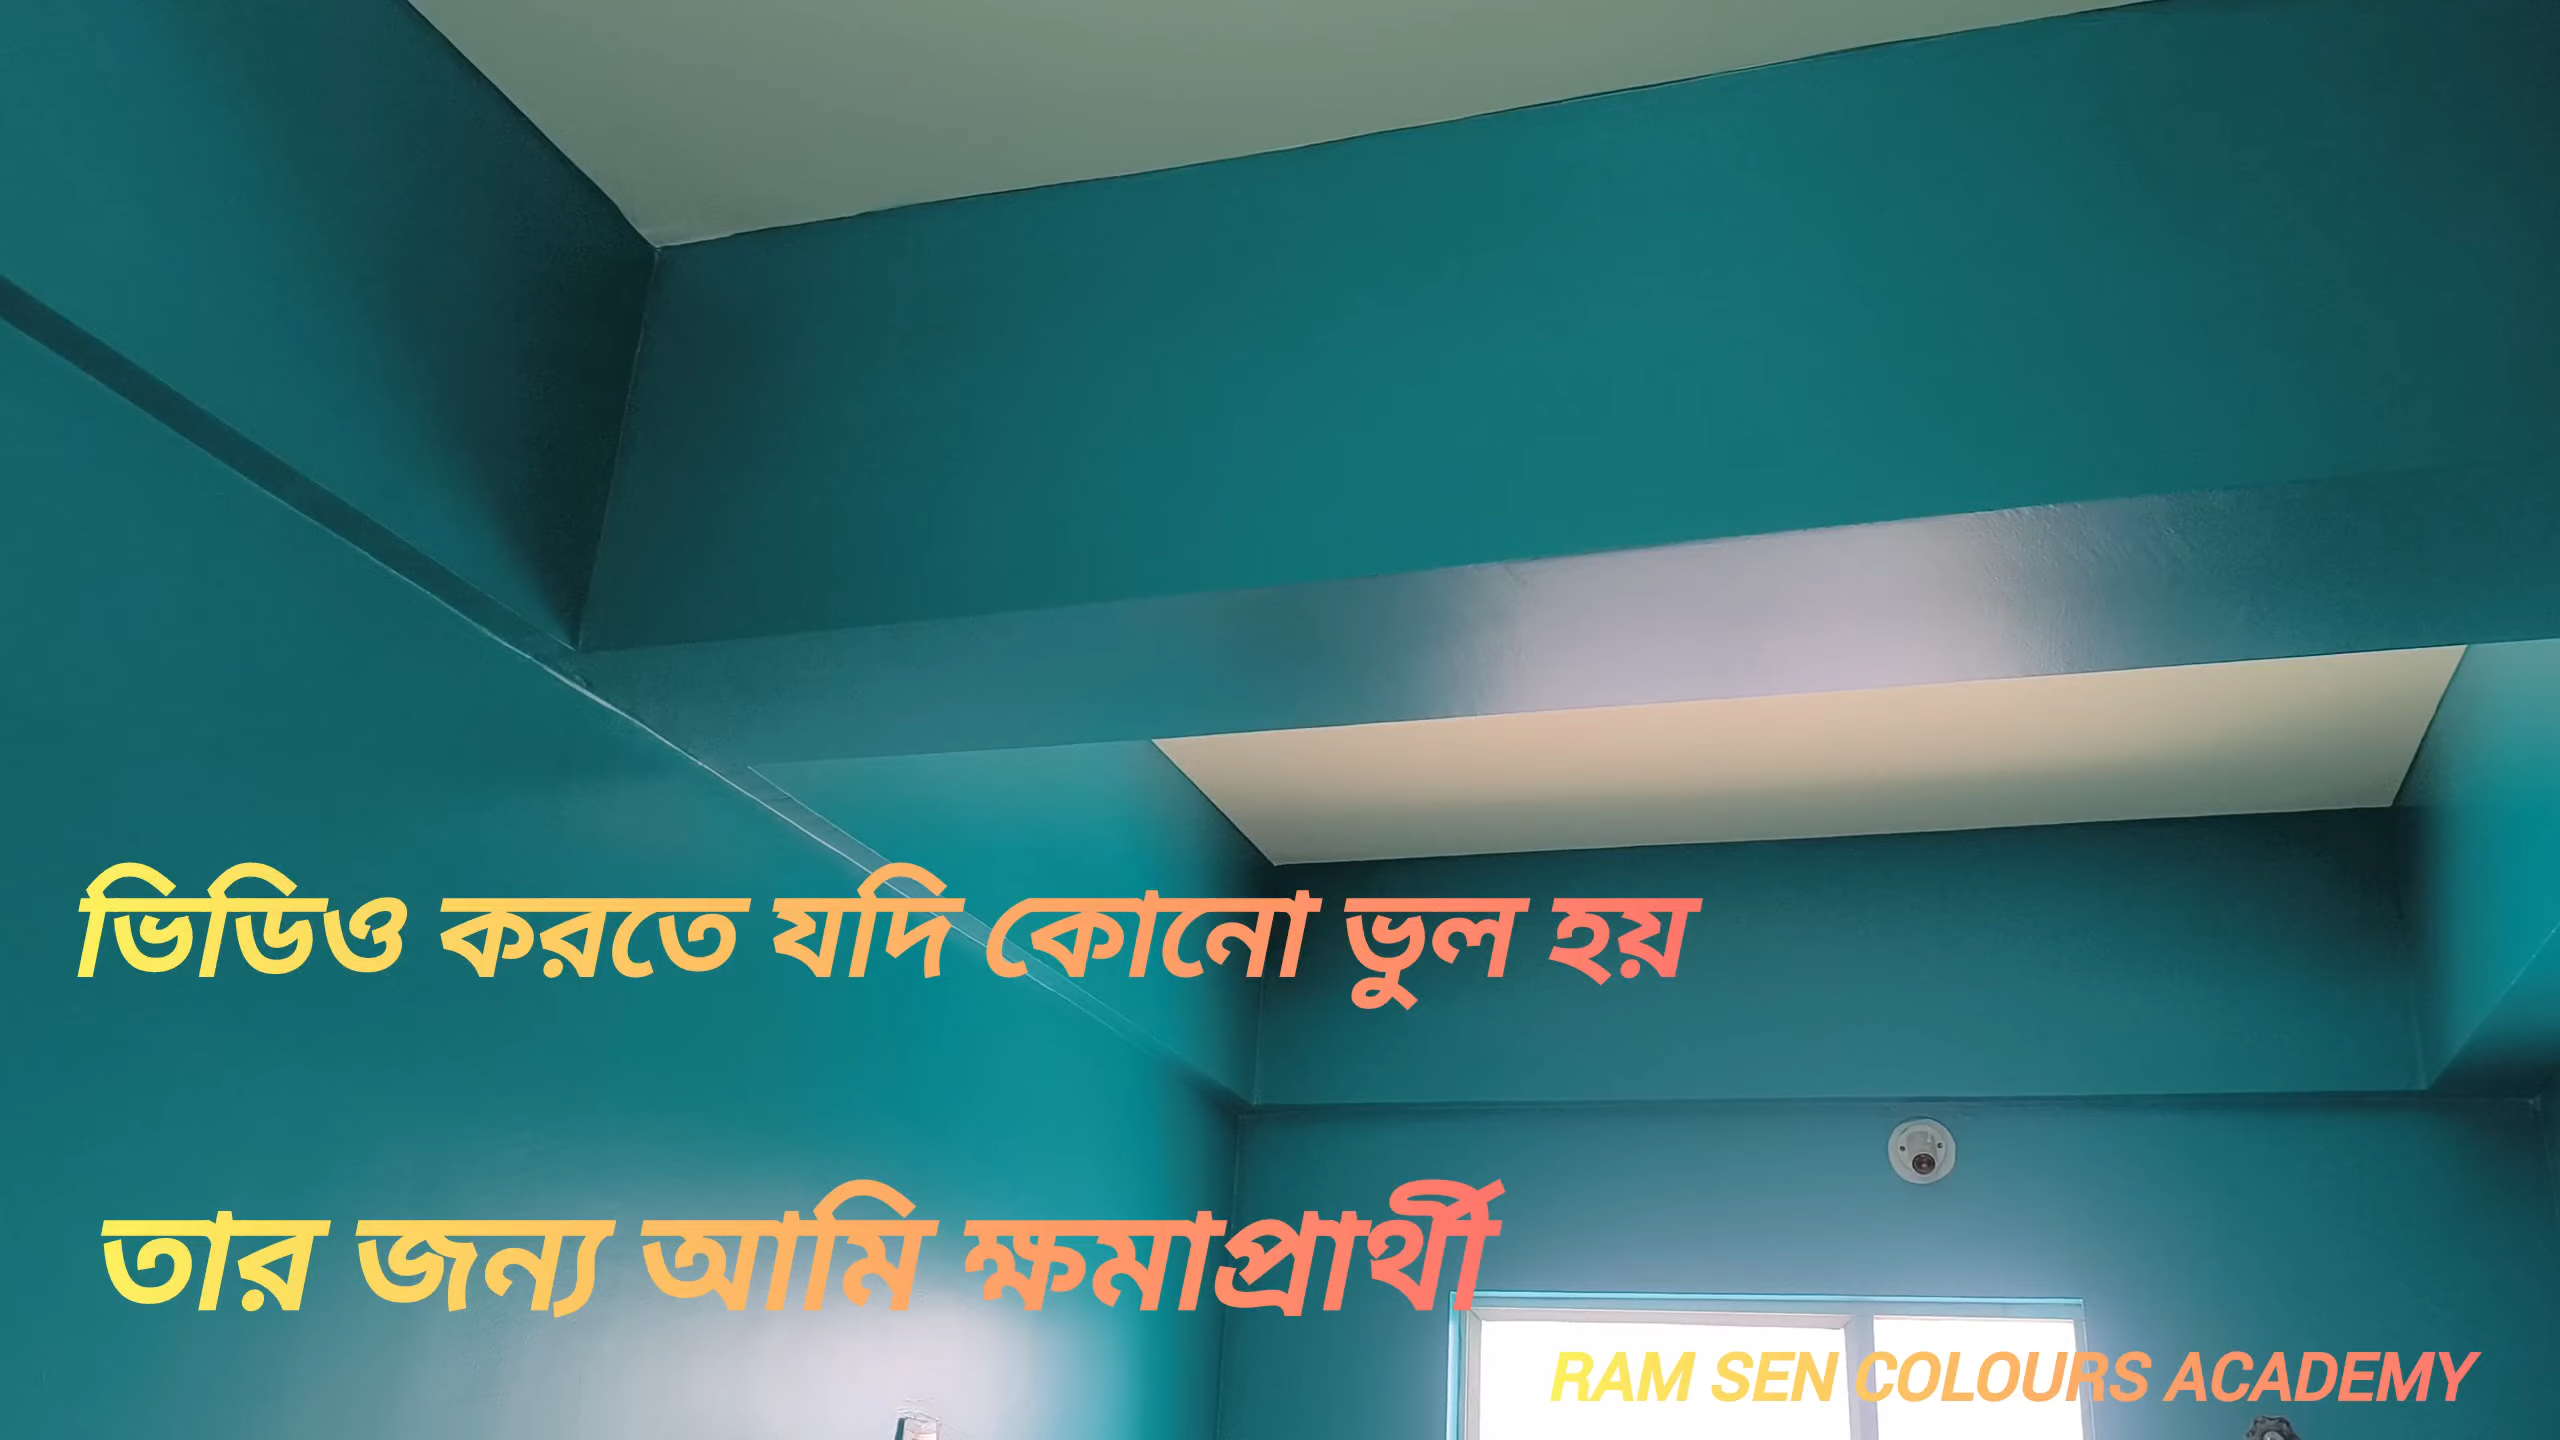 ভিডিও করতে যদি কোনো ভুল হয়
তার জন্য আমি ক্ষমাপ্রার্থী
RAM SEN COLOURS ACADEMY